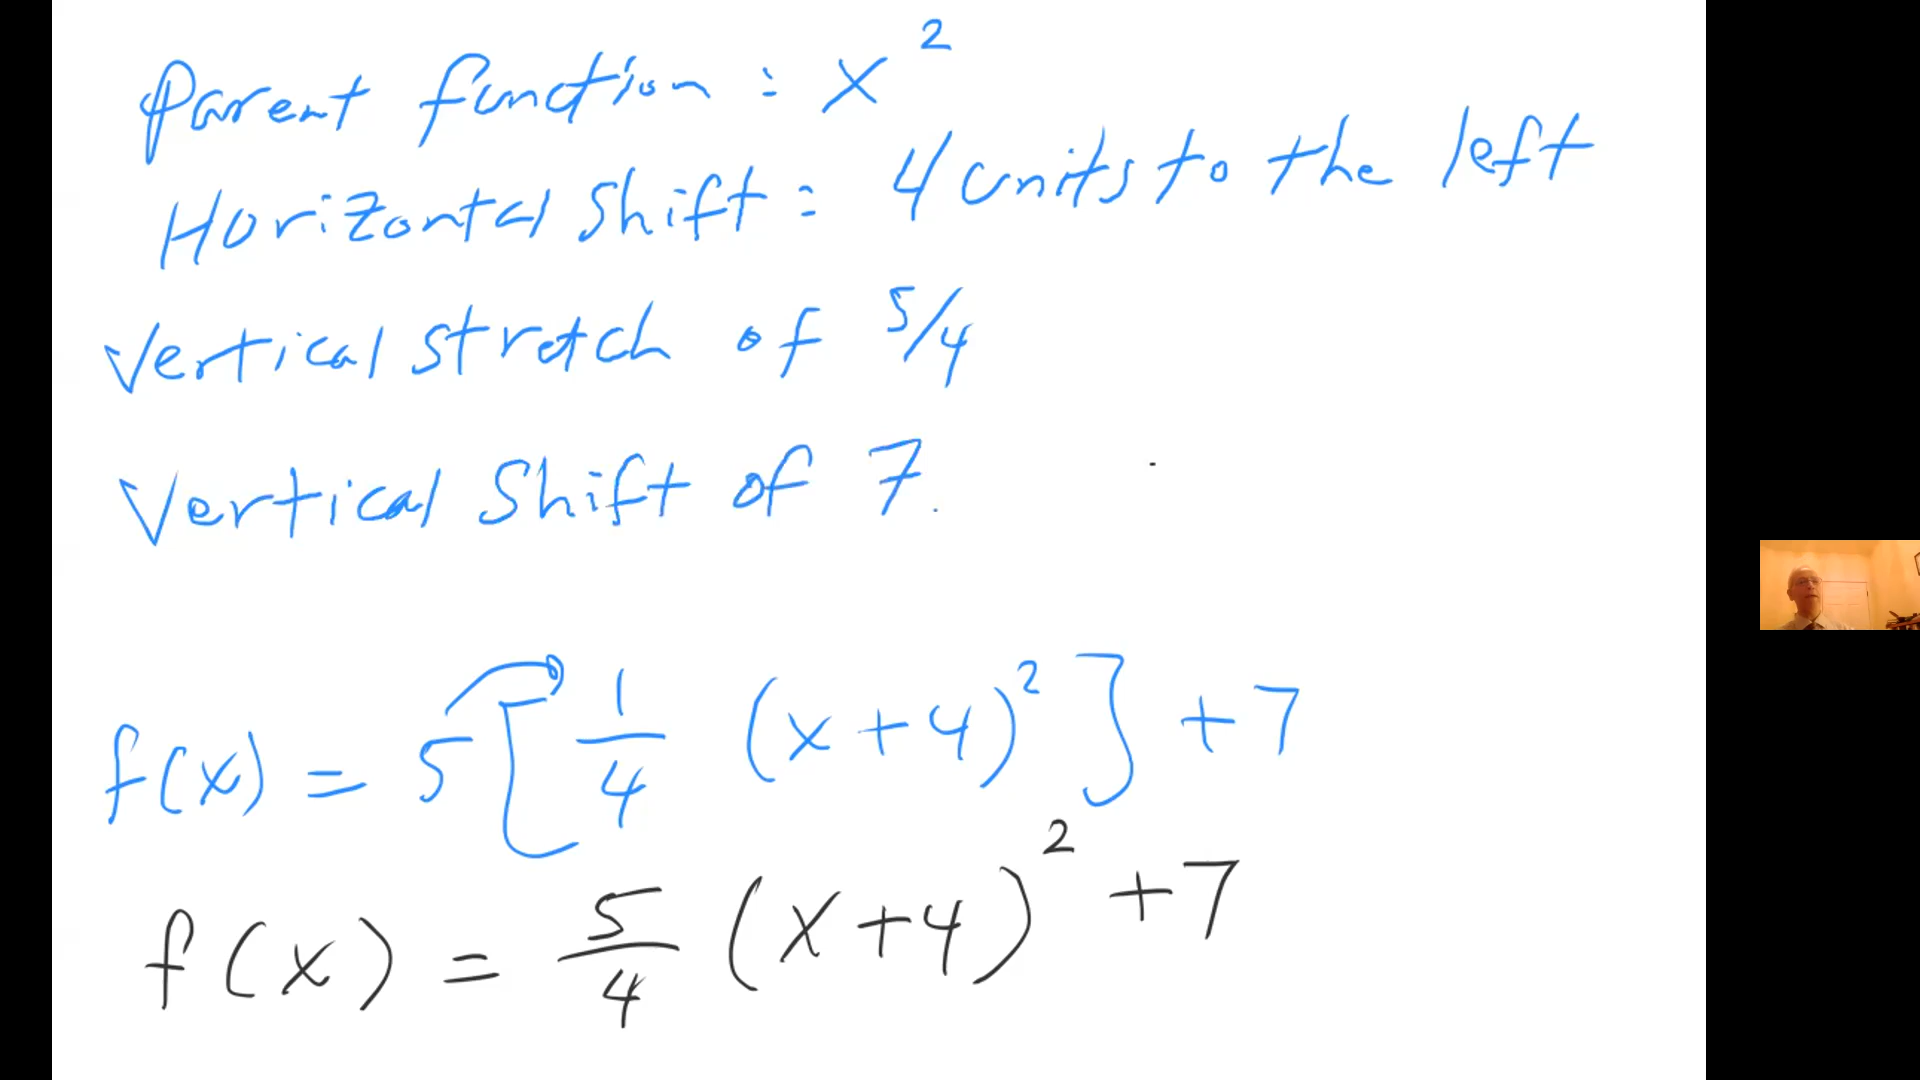 Parent function: x²
Horizontal Shift: 4 units to the left
Vertical stretch of 5/4
Vertical Shift of 7.
f(x) = 5[1/4 (x+4)²] +7
f(x) = 5/4 (x+4)² +7